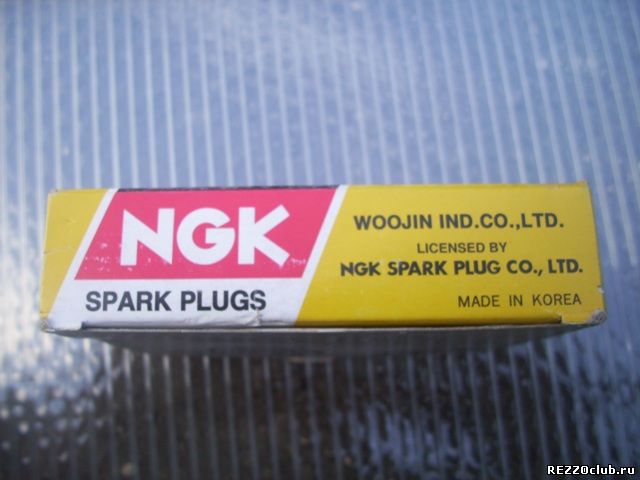 NGK
SPARK PLUGS
WOOJIN IND.CO.,LTD.
LICENSED BY
NGK SPARK PLUG CO., LTD.
MADE IN KOREA
REZZOclub.ru